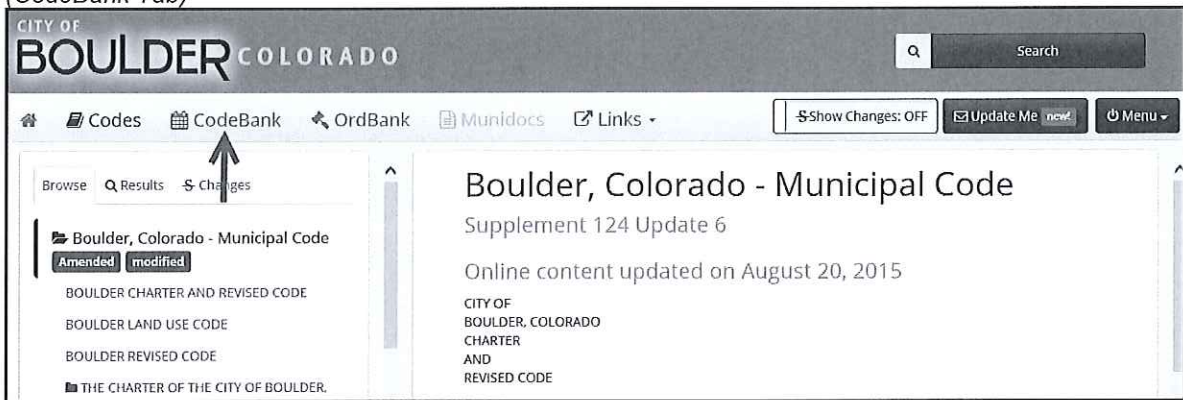 (CodeBank Tab)
CITY OF
BOULDER COLORADO
Search
Codes CodeBank OrdBank Munidocs Links
S Show Changes: OFF Update Me new! Menu
Browse Results S Changes
Boulder, Colorado - Municipal Code
Amended modified
BOULDER CHARTER AND REVISED CODE
BOULDER LAND USE CODE
BOULDER REVISED CODE
THE CHARTER OF THE CITY OF BOULDER,
Boulder, Colorado - Municipal Code
Supplement 124 Update 6
Online content updated on August 20, 2015
CITY OF
BOULDER, COLORADO
CHARTER
AND
REVISED CODE